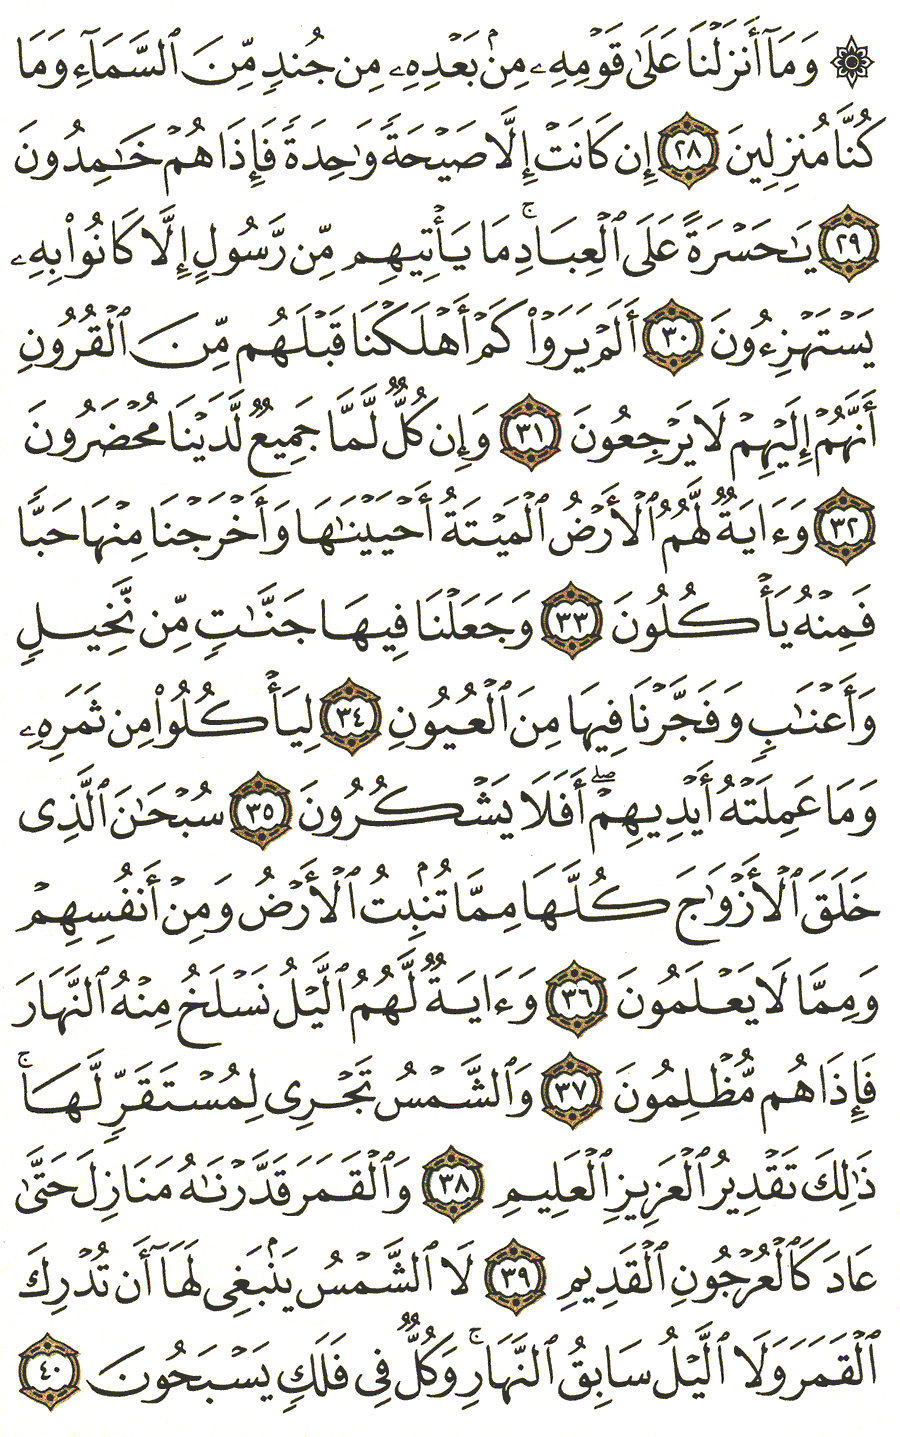 ۞ وَمَآ أَنزَلْنَا عَلَىٰ قَوْمِهِۦ مِنۢ بَعْدِهِۦ مِن جُندٍ مِّنَ ٱلسَّمَآءِ وَمَا
كُنَّا مُنزِلِينَ ٢٨ إِن كَانَتْ إِلَّا صَيْحَةً وَٰحِدَةً فَإِذَا هُمْ خَـٰمِدُونَ
٢٩ يَـٰحَسْرَةً عَلَى ٱلْعِبَادِ ۚ مَا يَأْتِيهِم مِّن رَّسُولٍ إِلَّا كَانُوا۟ بِهِۦ
يَسْتَهْزِءُونَ ٣٠ أَلَمْ يَرَوْا۟ كَمْ أَهْلَكْنَا قَبْلَهُم مِّنَ ٱلْقُرُونِ
أَنَّهُمْ إِلَيْهِمْ لَا يَرْجِعُونَ ٣١ وَإِن كُلٌّ لَّمَّا جَمِيعٌ لَّدَيْنَا مُحْضَرُونَ
٣٢ وَءَايَةٌ لَّهُمُ ٱلْأَرْضُ ٱلْمَيْتَةُ أَحْيَيْنَـٰهَا وَأَخْرَجْنَا مِنْهَا حَبًّا
فَمِنْهُ يَأْكُلُونَ ٣٣ وَجَعَلْنَا فِيهَا جَنَّـٰتٍ مِّن نَّخِيلٍ
وَأَعْنَـٰبٍ وَفَجَّرْنَا فِيهَا مِنَ ٱلْعُيُونِ ٣٤ لِيَأْكُلُوا۟ مِن ثَمَرِهِۦ
وَمَا عَمِلَتْهُ أَيْدِيهِمْ ۖ أَفَلَا يَشْكُرُونَ ٣٥ سُبْحَـٰنَ ٱلَّذِى
خَلَقَ ٱلْأَزْوَٰجَ كُلَّهَا مِمَّا تُنۢبِتُ ٱلْأَرْضُ وَمِنْ أَنفُسِهِمْ
وَمِمَّا لَا يَعْلَمُونَ ٣٦ وَءَايَةٌ لَّهُمُ ٱلَّيْلُ نَسْلَخُ مِنْهُ ٱلنَّهَارَ
فَإِذَا هُم مُّظْلِمُونَ ٣٧ وَٱلشَّمْسُ تَجْرِى لِمُسْتَقَرٍّ لَّهَا ۚ
ذَٰلِكَ تَقْدِيرُ ٱلْعَزِيزِ ٱلْعَلِيمِ ٣٨ وَٱلْقَمَرَ قَدَّرْنَـٰهُ مَنَازِلَ حَتَّىٰ
عَادَ كَٱلْعُرْجُونِ ٱلْقَدِيمِ ٣٩ لَا ٱلشَّمْسُ يَنۢبَغِى لَهَآ أَن تُدْرِكَ
ٱلْقَمَرَ وَلَا ٱلَّيْلُ سَابِقُ ٱلنَّهَارِ ۚ وَكُلٌّ فِى فَلَكٍ يَسْبَحُونَ ٤٠